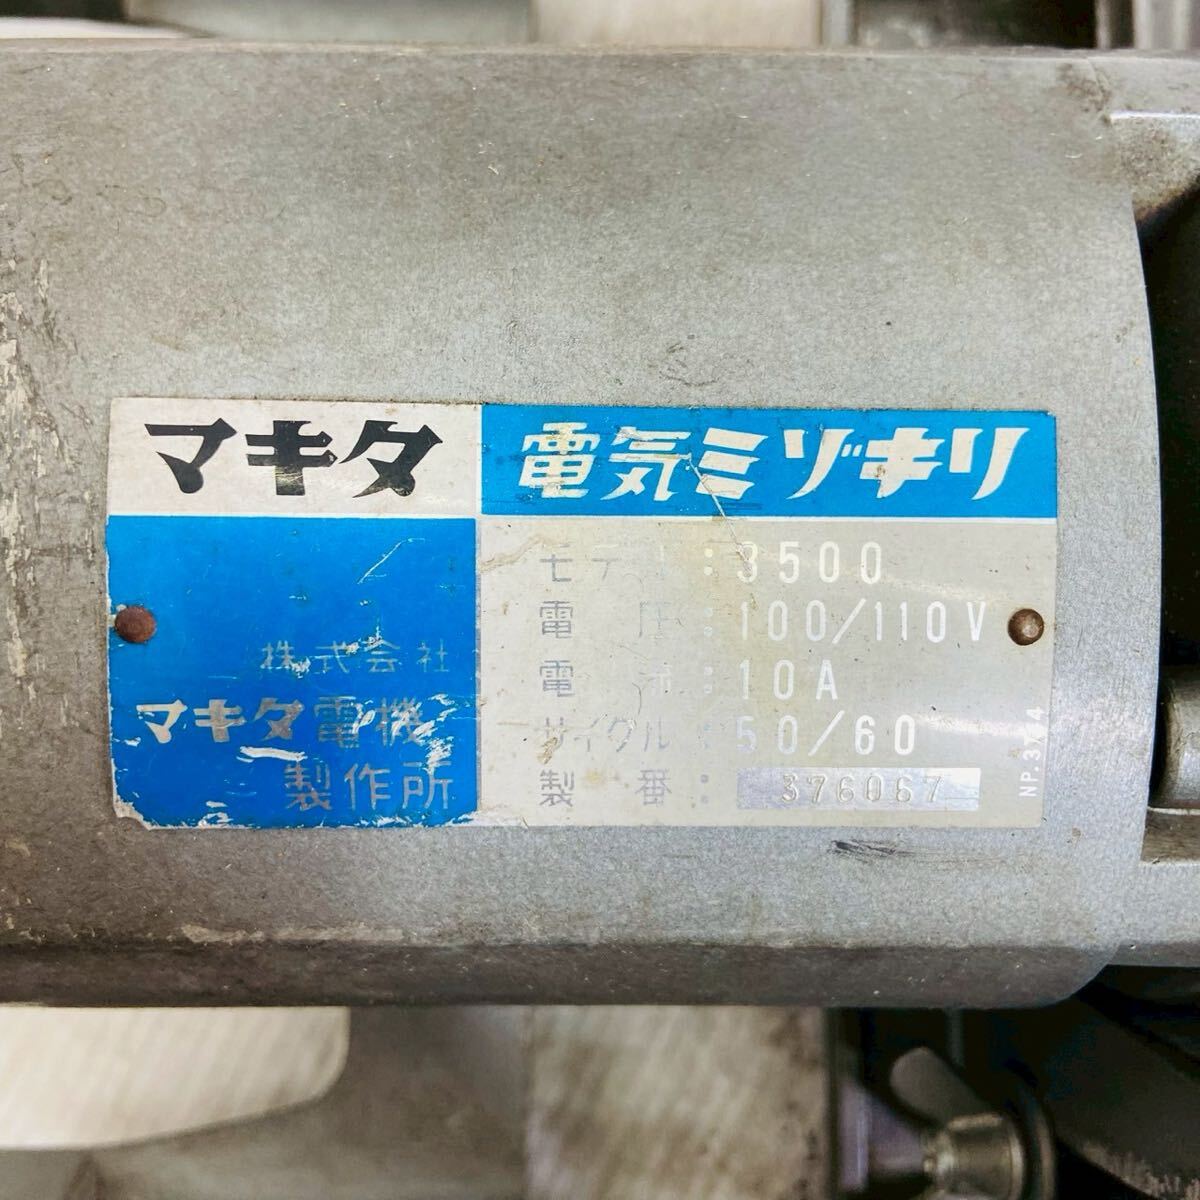 マキタ
電気ミゾキリ
モデル:3500
電圧:100/110V
電流:10A
サイクル:50/60
製番:376067
NP.374
株式会社
マキタ電機
製作所